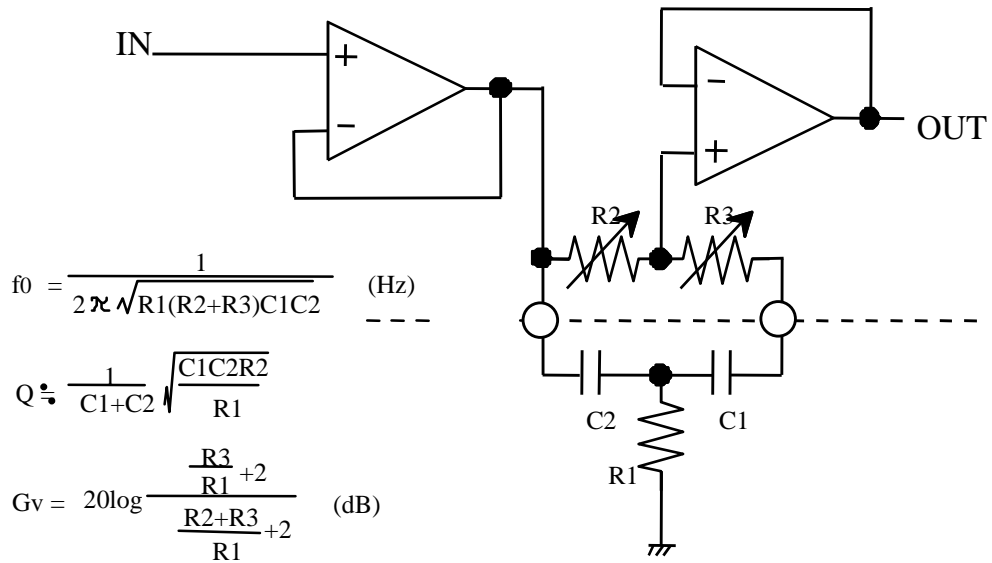 IN
+
−
−
+
OUT
R2 R3
f0 = 1 / 2π√R1(R2+R3)C1C2 (Hz)
Q ≒ 1 / C1+C2 √C1C2R2 / R1
C2 C1
R1
Gv = 20log R3 / R1 +2 / R2+R3 / R1 +2 (dB)